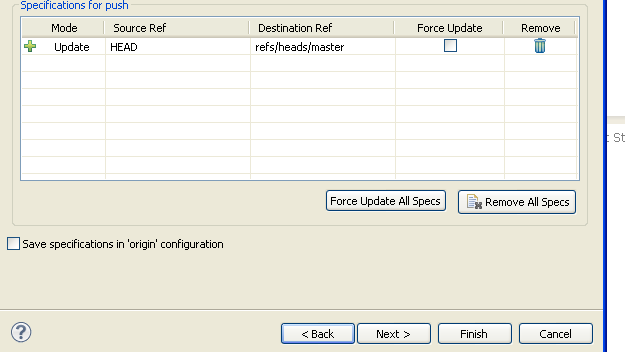 Specifications for push
Mode Source Ref Destination Ref Force Update Remove
Update HEAD refs/heads/master
Force Update All Specs Remove All Specs
Save specifications in 'origin' configuration
< Back Next > Finish Cancel
: St